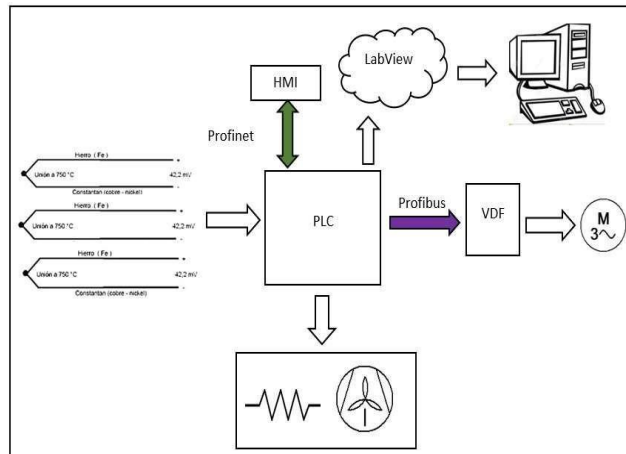 LabView
HMI
Profinet
Hierro ( Fe )
+
Unión a 750 °C
42,2 mV
-
Constantan (cobre - nickel)
Hierro ( Fe )
+
Unión a 750 °C
42,2 mV
-
Hierro ( Fe )
+
Unión a 750 °C
42,2 mV
-
Constantan (cobre - nickel)
PLC
Profibus
VDF
M
3~